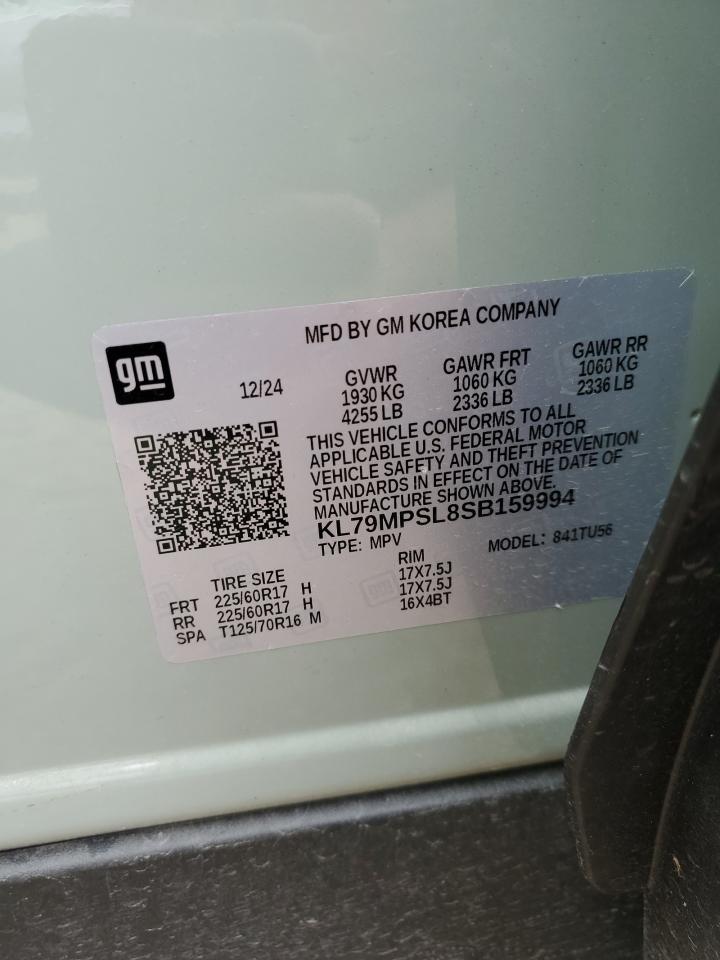 gm
MFD BY GM KOREA COMPANY
12/24
GVWR GAWR FRT GAWR RR
1930 KG 1060 KG 1060 KG
4255 LB 2336 LB 2336 LB
THIS VEHICLE CONFORMS TO ALL
APPLICABLE U.S. FEDERAL MOTOR
VEHICLE SAFETY AND THEFT PREVENTION
STANDARDS IN EFFECT ON THE DATE OF
MANUFACTURE SHOWN ABOVE.
KL79MPSL8SB159994
TYPE: MPV MODEL: 841TU56
TIRE SIZE RIM
FRT 225/60R17 H 17X7.5J
RR 225/60R17 H 17X7.5J
SPA T125/70R16 M 16X4BT